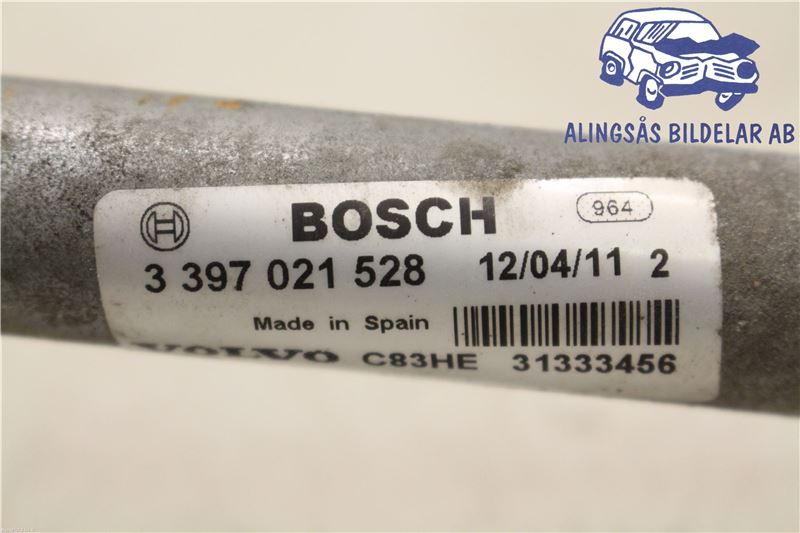 ALINGSÅS BILDELAR AB
BOSCH 964
3 397 021 528 12/04/11 2
Made in Spain
VOLVO C83HE 31333456